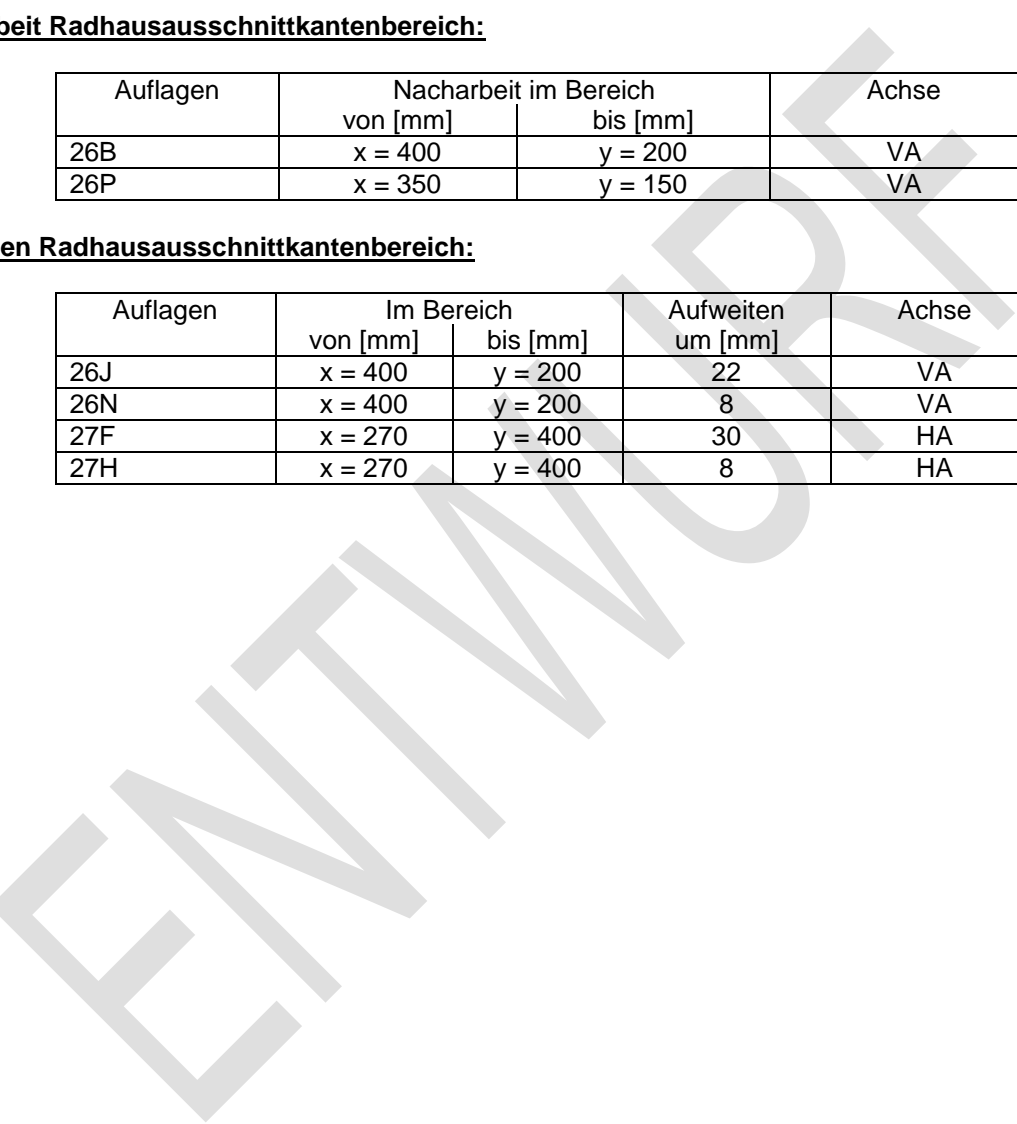 beit Radhausausschnittkantenbereich:
Auflagen Nacharbeit im Bereich Achse
von [mm] bis [mm]
26B x = 400 y = 200 VA
26P x = 350 y = 150 VA
en Radhausausschnittkantenbereich:
Auflagen Im Bereich Aufweiten Achse
von [mm] bis [mm] um [mm]
26J x = 400 y = 200 22 VA
26N x = 400 y = 200 8 VA
27F x = 270 y = 400 30 HA
27H x = 270 y = 400 8 HA
ENTWURF